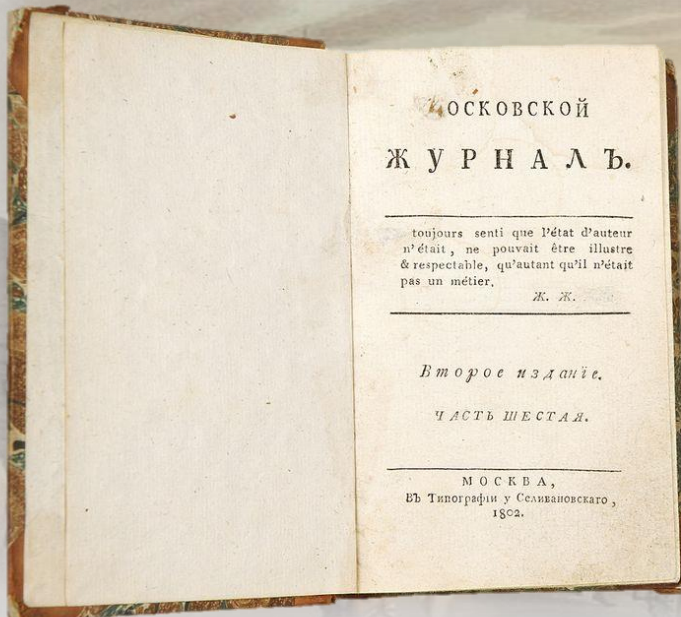 ОСКОВСКОЙ
ЖУРНАЛЪ.
toujours senti que l'état d'auteur
n'était, ne pouvait être illustre
& respectable, qu'autant qu'il n'était
pas un métier.
Ж. Ж.
Второе изданїе.
ЧАСТЬ ШЕСТАЯ.
МОСКВА,
Въ Типографїи у Селивановскаго,
1802.